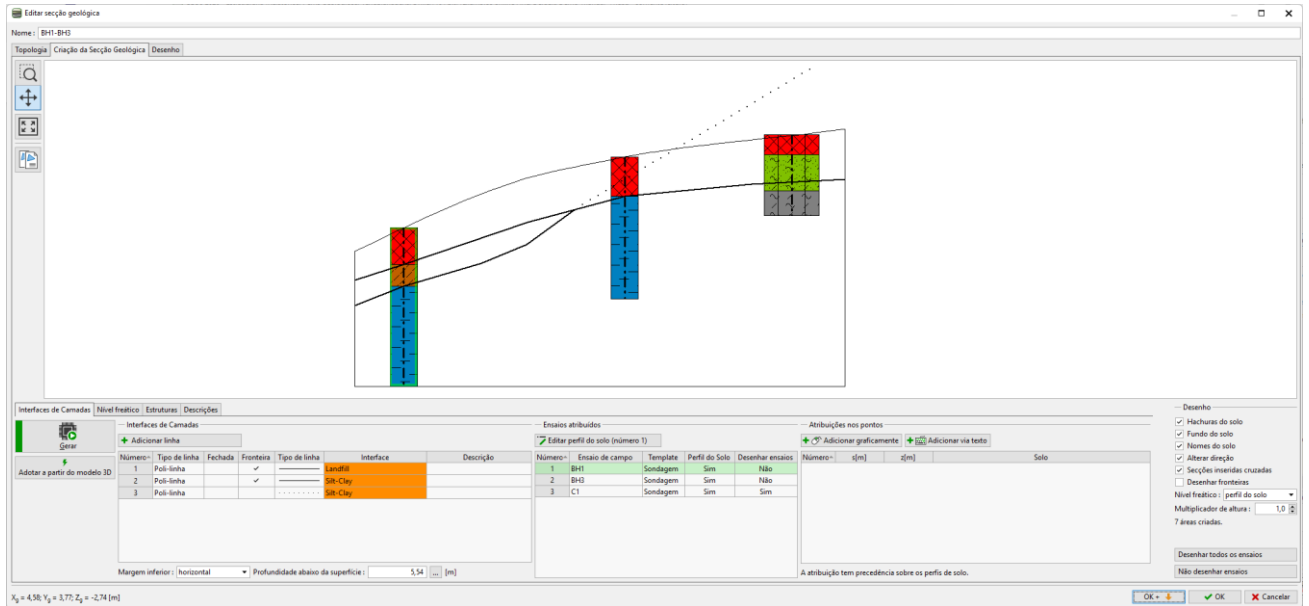 Editar secção geológica
Nome : BH1-BH3
Topologia Criação da Secção Geológica Desenho
Interfaces de Camadas Nível freático Estruturas Descrições
Gerar
Adotar a partir do modelo 3D
Interfaces de Camadas
Adicionar linha
Número Tipo de linha Fechada Fronteira Tipo de linha Interface Descrição
1 Poli-linha Landfill
2 Poli-linha Silt-Clay
3 Poli-linha Silt-Clay
Margem inferior : horizontal Profundidade abaixo da superfície : 5,54 ... [m]
Ensaios atribuídos
Editar perfil do solo (número 1)
Número Ensaio de campo Template Perfil do Solo Desenhar ensaios
1 BH1 Sondagem Sim Não
2 BH3 Sondagem Sim Não
3 C1 Sondagem Sim Sim
Atribuições nos pontos
Adicionar graficamente Adicionar via texto
Número s[m] z[m] Solo
A atribuição tem precedência sobre os perfis de solo.
Desenho
Hachuras do solo
Fundo do solo
Nomes do solo
Alterar direção
Secções inseridas cruzadas
Desenhar fronteiras
Nível freático : perfil do solo
Multiplicador de altura : 1,0
7 áreas criadas.
Desenhar todos os ensaios
Não desenhar ensaios
Xg = 4,58; Yg = 3,77; Zg = -2,74 [m]
OK + OK Cancelar